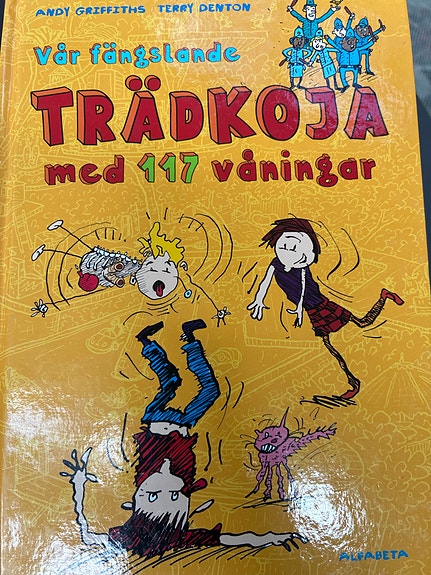 ANDY GRIFFITHS TERRY DENTON
Vår fängslande
TRÄDKOJA
med 117 våningar
ALFABETA